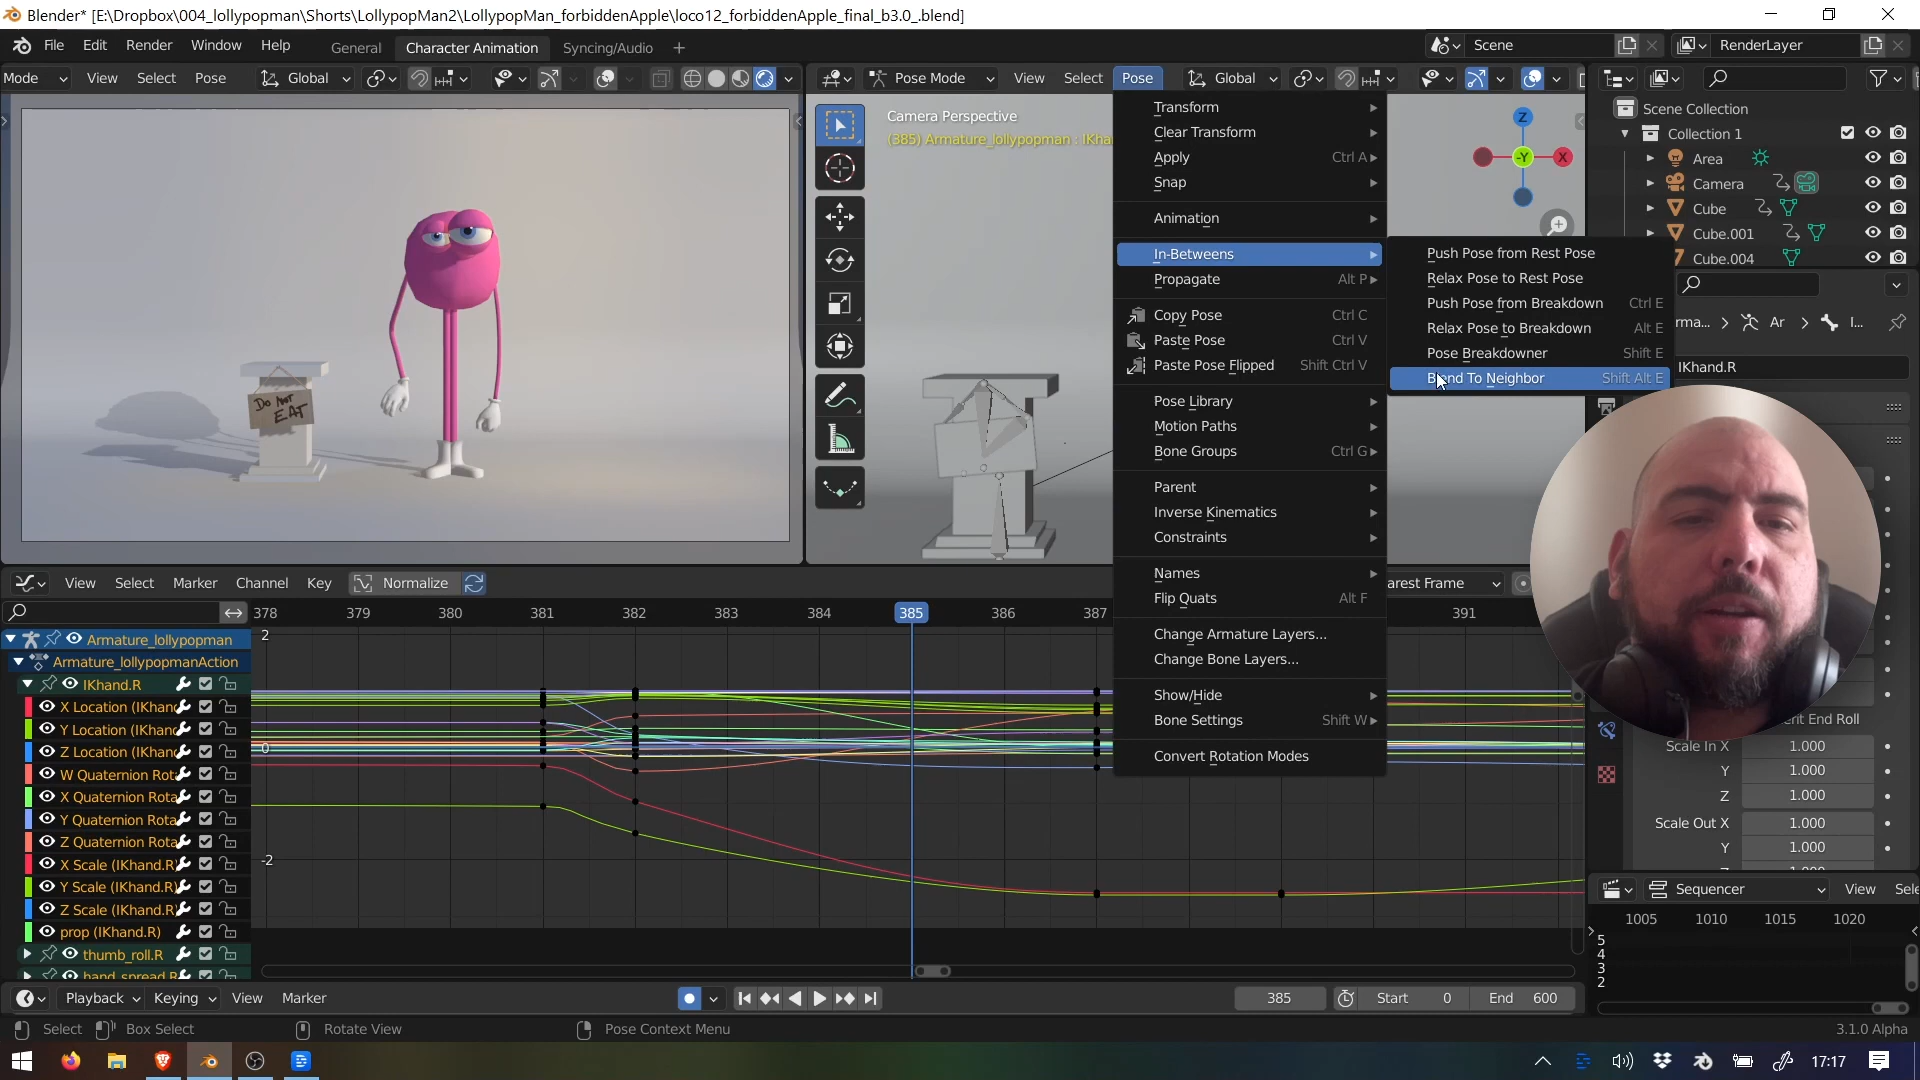 Blender* [E:\Dropbox\004_lollypopman\Shorts\LollypopMan2\LollypopMan_forbiddenApple\loco12_forbiddenApple_final_b3.0_.blend]
File Edit Render Window Help General Character Animation Syncing/Audio + Scene RenderLayer
Mode View Select Pose Global
Pose Mode View Select Pose Global
Camera Perspective
(385) Armature_lollypopman : IKha
DO NOT
EAT
Z
-Y X
Transform
Clear Transform
Apply Ctrl A
Snap
Animation
In-Betweens
Propagate Alt P
Copy Pose Ctrl C
Paste Pose Ctrl V
Paste Pose Flipped Shift Ctrl V
Pose Library
Motion Paths
Bone Groups Ctrl G
Parent
Inverse Kinematics
Constraints
Names
Flip Quats Alt F
Change Armature Layers...
Change Bone Layers...
Show/Hide
Bone Settings Shift W
Convert Rotation Modes
Push Pose from Rest Pose
Relax Pose to Rest Pose
Push Pose from Breakdown Ctrl E
Relax Pose to Breakdown Alt E
Pose Breakdowner Shift E
Blend To Neighbor Shift Alt E
Scene Collection
Collection 1
Area
Camera
Cube
Cube.001
Cube.004
rma... Ar I...
IKhand.R
erit End Roll
Scale In X 1.000
Y 1.000
Z 1.000
Scale Out X 1.000
Y 1.000
View Select Marker Channel Key Normalize
arest Frame
378 379 380 381 382 383 384 385 386 387 391
2
0
-2
Armature_lollypopman
Armature_lollypopmanAction
IKhand.R
X Location (IKhand
Y Location (IKhand
Z Location (IKhand
W Quaternion Rot
X Quaternion Rota
Y Quaternion Rota
Z Quaternion Rota
X Scale (IKhand.R)
Y Scale (IKhand.R)
Z Scale (IKhand.R)
prop (IKhand.R)
thumb_roll.R
hand_spread.R
Sequencer View Sele
1005 1010 1015 1020
5
4
3
2
Playback Keying View Marker 385 Start 0 End 600
Select Box Select Rotate View Pose Context Menu 3.1.0 Alpha
17:17